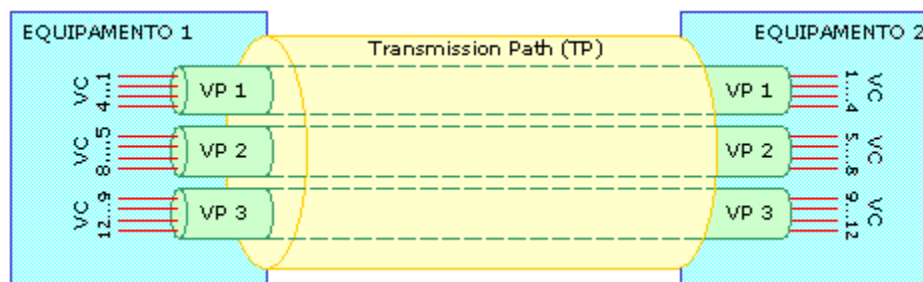 EQUIPAMENTO 1
EQUIPAMENTO 2
Transmission Path (TP)
VC
1...4
VP 1
VP 1
1...4
VC
VC
5...8
VP 2
VP 2
5...8
VC
VC
9...12
VP 3
VP 3
9...12
VC